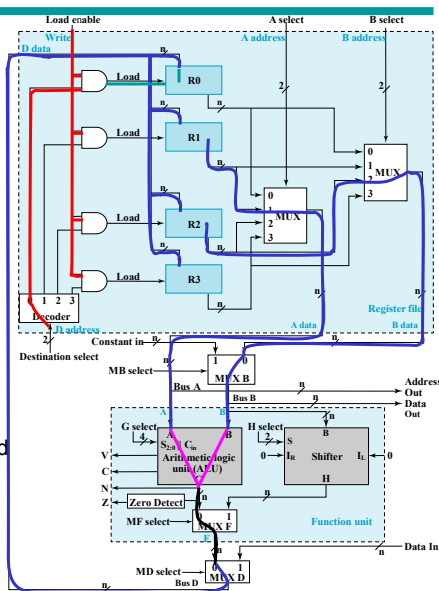 Load enable A select B select
Write A address B address
D data n
Load R0 2 2
n n
Load R1 0
n 1
0 MUX
1 2
MUX 3
Load R2 2
n 3
Load R3
n n n
0 1 2 3
Decoder Register file
D address A data B data
2 Constant in n n
Destination select n
1 0
MB select MUX B
Bus A n Address
Out
Bus B n Data
Out
A B n
G select A B H select B
4 2
S2:0 || Cin S
Arithmetic logic 0 IR Shifter IL 0
unit (ALU)
V
C G H
N n n
Z Zero Detect 0 1
MF select MUX F Function unit
F
n n Data In
0 1
MD select MUX D
n Bus D
d